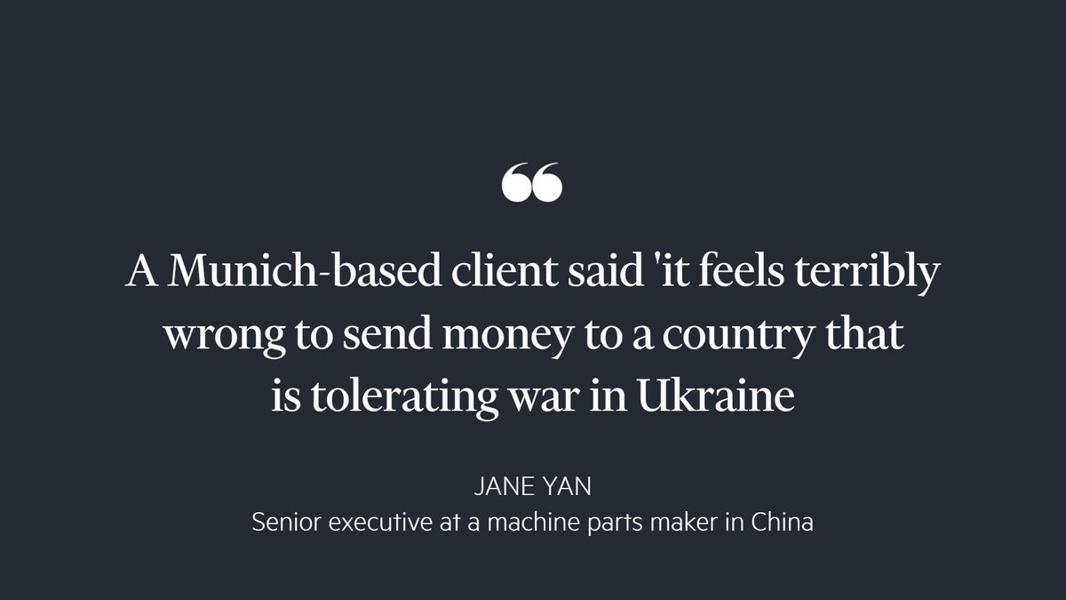 ❝
A Munich-based client said 'it feels terribly
wrong to send money to a country that
is tolerating war in Ukraine
JANE YAN
Senior executive at a machine parts maker in China